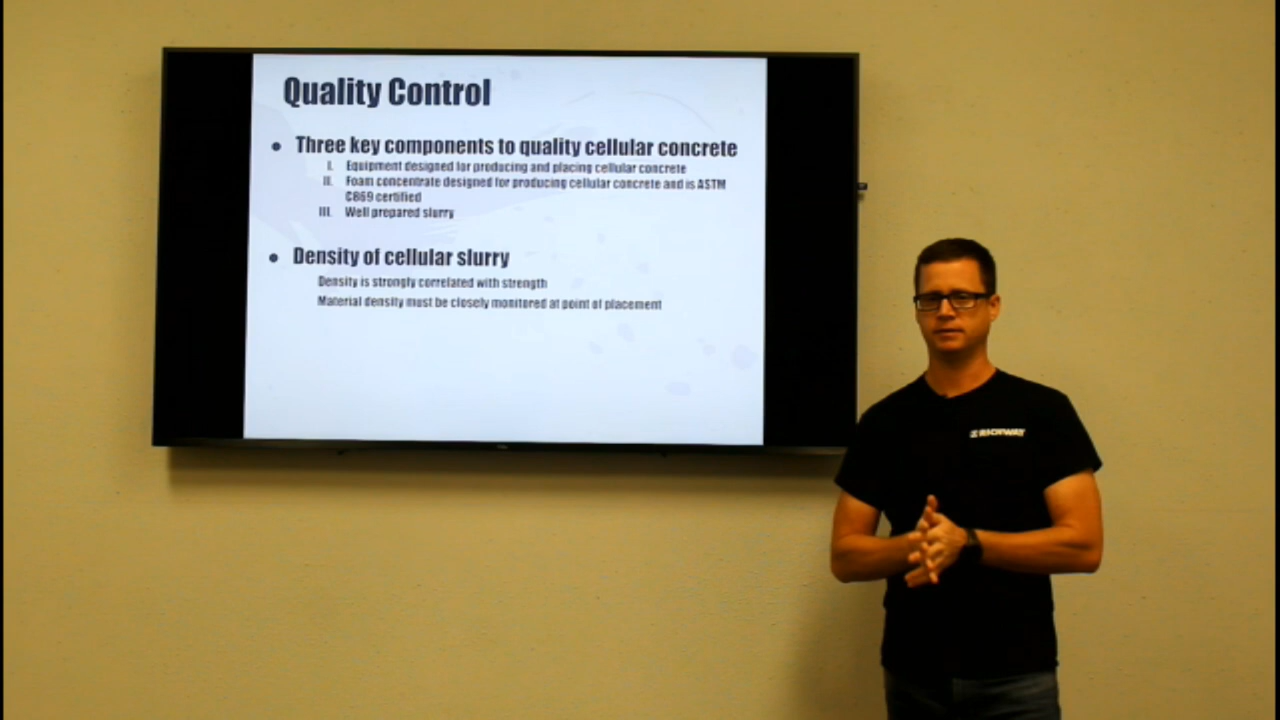 Quality Control
• Three key components to quality cellular concrete
I. Equipment designed for producing and placing cellular concrete
II. Foam concentrate designed for producing cellular concrete and is ASTM
C869 certified
III. Well prepared slurry
• Density of cellular slurry
Density is strongly correlated with strength
Material density must be closely monitored at point of placement
RICHWAY